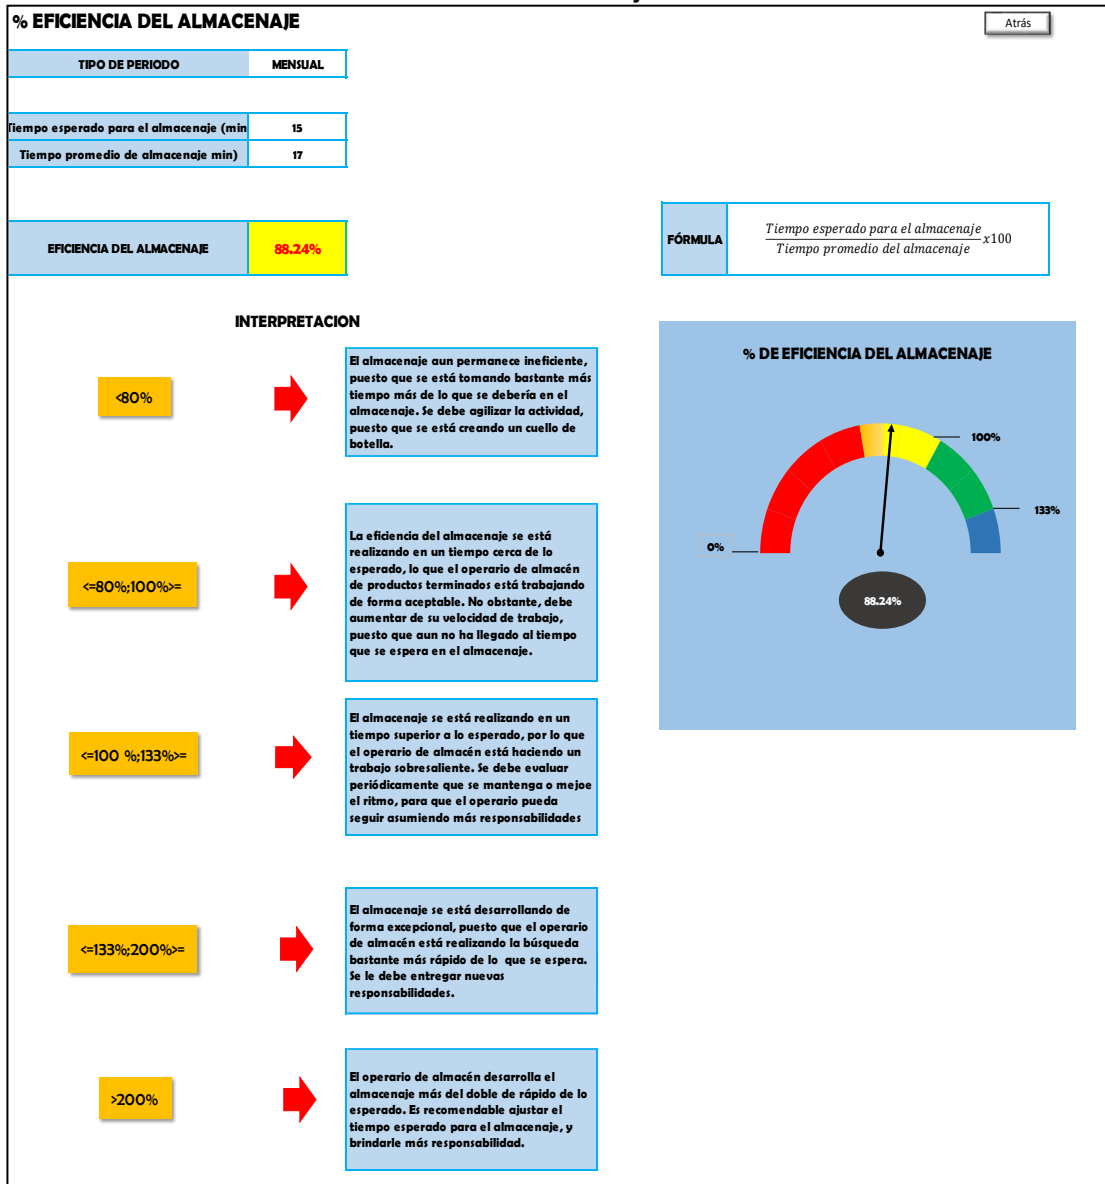 % EFICIENCIA DEL ALMACENAJE
Atrás
TIPO DE PERIODO MENSUAL
Tiempo esperado para el almacenaje (min 15
Tiempo promedio de almacenaje min) 17
EFICIENCIA DEL ALMACENAJE 88.24%
FÓRMULA
Tiempo esperado para el almacenaje
Tiempo promedio del almacenaje
x100
INTERPRETACION
<80%
El almacenaje aun permanece ineficiente,
puesto que se está tomando bastante más
tiempo más de lo que se debería en el
almacenaje. Se debe agilizar la actividad,
puesto que se está creando un cuello de
botella.
<=80%;100%>=
La eficiencia del almacenaje se está
realizando en un tiempo cerca de lo
esperado, lo que el operario de almacén
de productos terminados está trabajando
de forma aceptable. No obstante, debe
aumentar de su velocidad de trabajo,
puesto que aun no ha llegado al tiempo
que se espera en el almacenaje.
<=100 %;133%>=
El almacenaje se está realizando en un
tiempo superior a lo esperado, por lo que
el operario de almacén está haciendo un
trabajo sobresaliente. Se debe evaluar
periódicamente que se mantenga o mejoe
el ritmo, para que el operario pueda
seguir asumiendo más responsabilidades
<=133%;200%>=
El almacenaje se está desarrollando de
forma excepcional, puesto que el operario
de almacén está realizando la búsqueda
bastante más rápido de lo que se espera.
Se le debe entregar nuevas
responsabilidades.
>200%
El operario de almacén desarrolla el
almacenaje más del doble de rápido de lo
esperado. Es recomendable ajustar el
tiempo esperado para el almacenaje, y
brindarle más responsabilidad.
% DE EFICIENCIA DEL ALMACENAJE
100%
133%
0%
88.24%